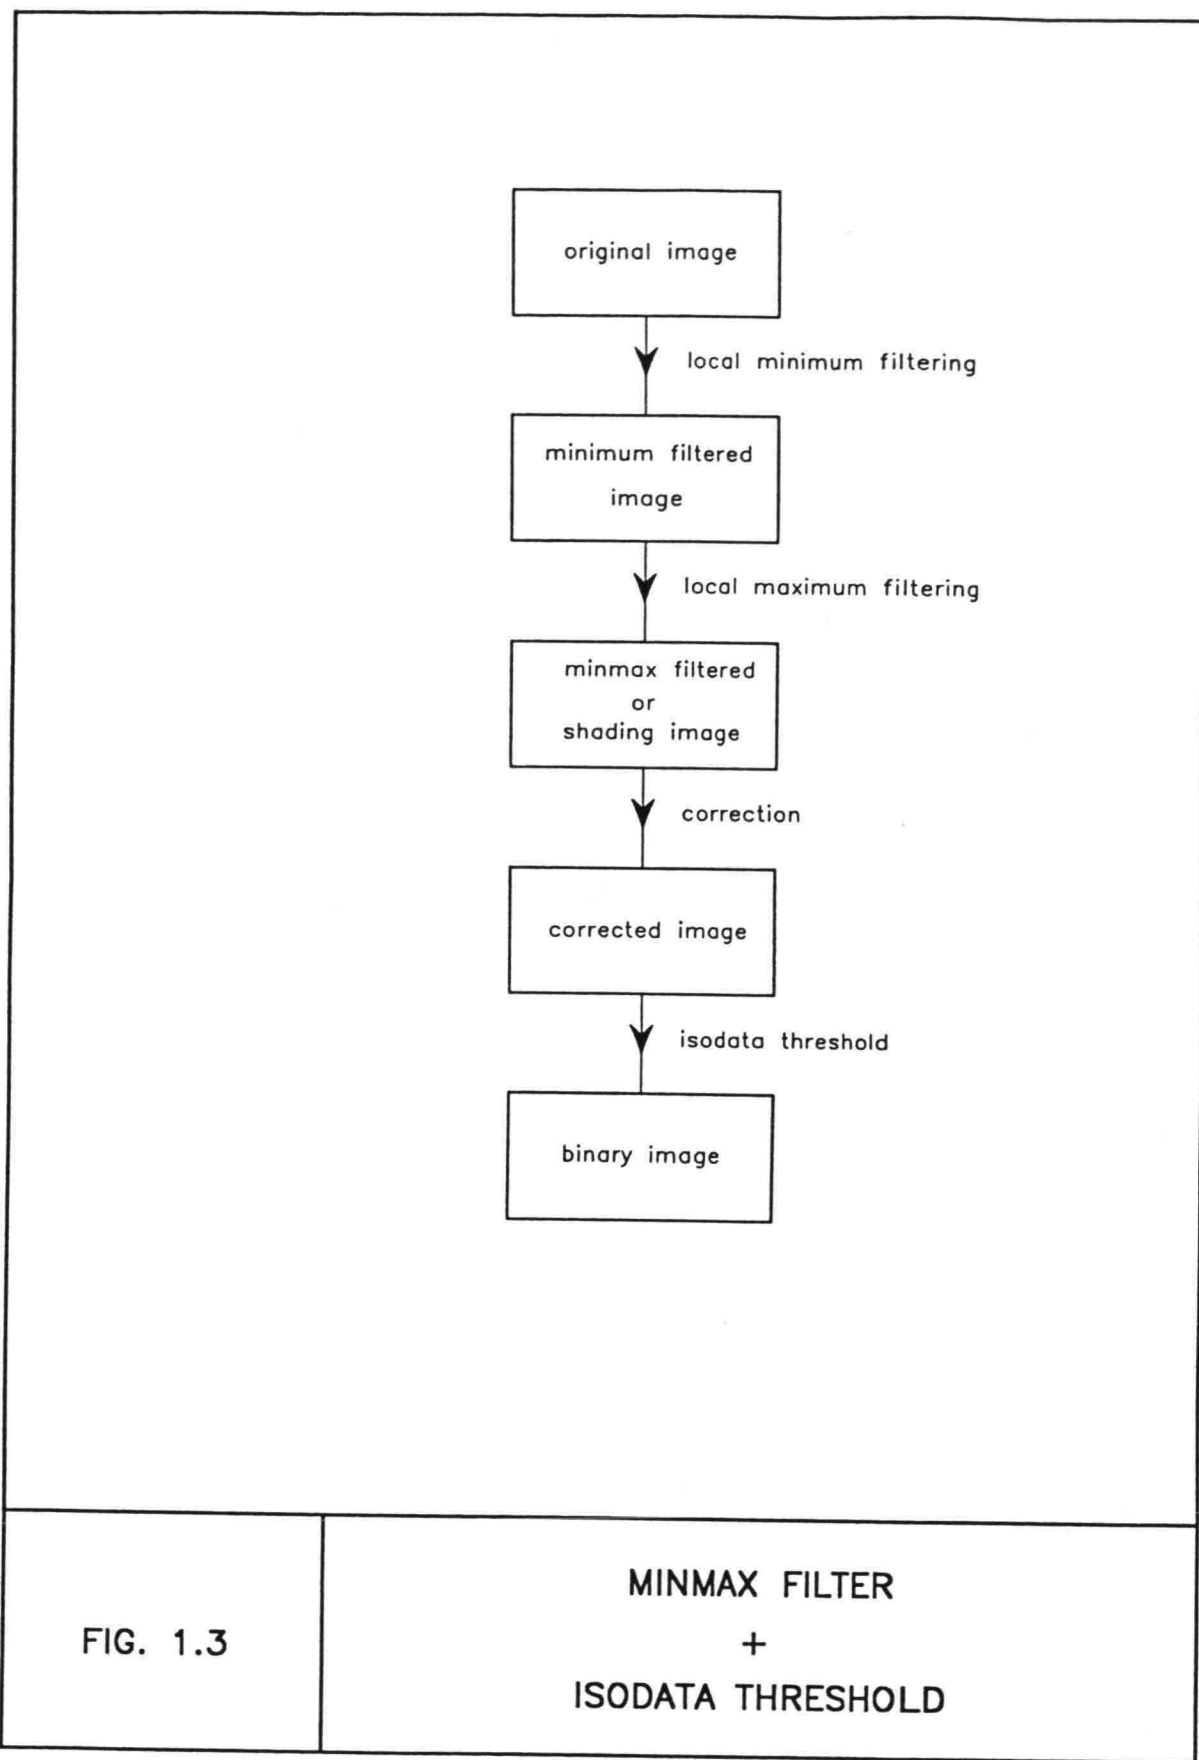 original image
local minimum filtering
minimum filtered
image
local maximum filtering
minmax filtered
or
shading image
correction
corrected image
isodata threshold
binary image
FIG. 1.3
MINMAX FILTER
+
ISODATA THRESHOLD